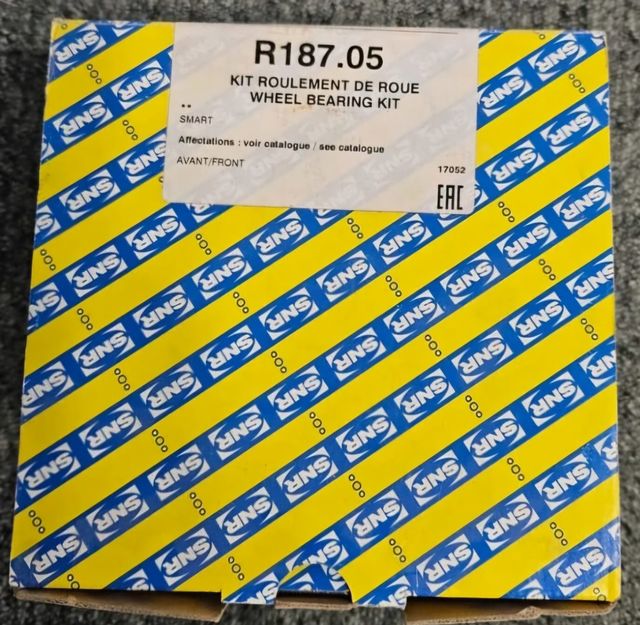 R187.05
KIT ROULEMENT DE ROUE
WHEEL BEARING KIT
**
SMART
Affectations : voir catalogue / see catalogue
AVANT/FRONT
17052
EAC
SNR